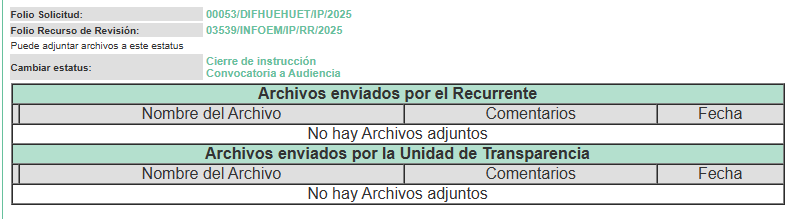 Folio Solicitud: 00053/DIFHUEHUET/IP/2025
Folio Recurso de Revisión: 03539/INFOEM/IP/RR/2025
Puede adjuntar archivos a este estatus
Cambiar estatus: Cierre de instrucción
Convocatoria a Audiencia
Archivos enviados por el Recurrente
Nombre del Archivo Comentarios Fecha
No hay Archivos adjuntos
Archivos enviados por la Unidad de Transparencia
Nombre del Archivo Comentarios Fecha
No hay Archivos adjuntos